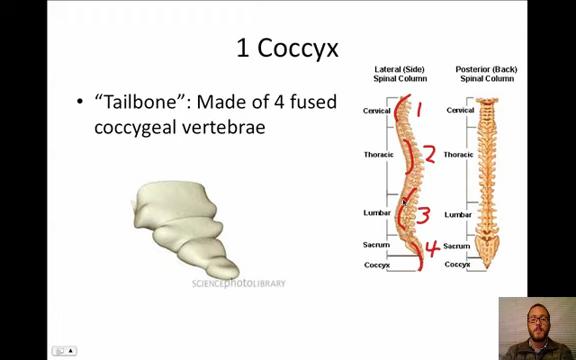 1 Coccyx
• “Tailbone”: Made of 4 fused
coccygeal vertebrae
SCIENCEphotoLIBRARY
Lateral (Side)
Spinal Column
Cervical
Thoracic
Lumbar
Sacrum
Coccyx
1
2
3
4
Posterior (Back)
Spinal Column
Cervical
Thoracic
Lumbar
Sacrum
Coccyx